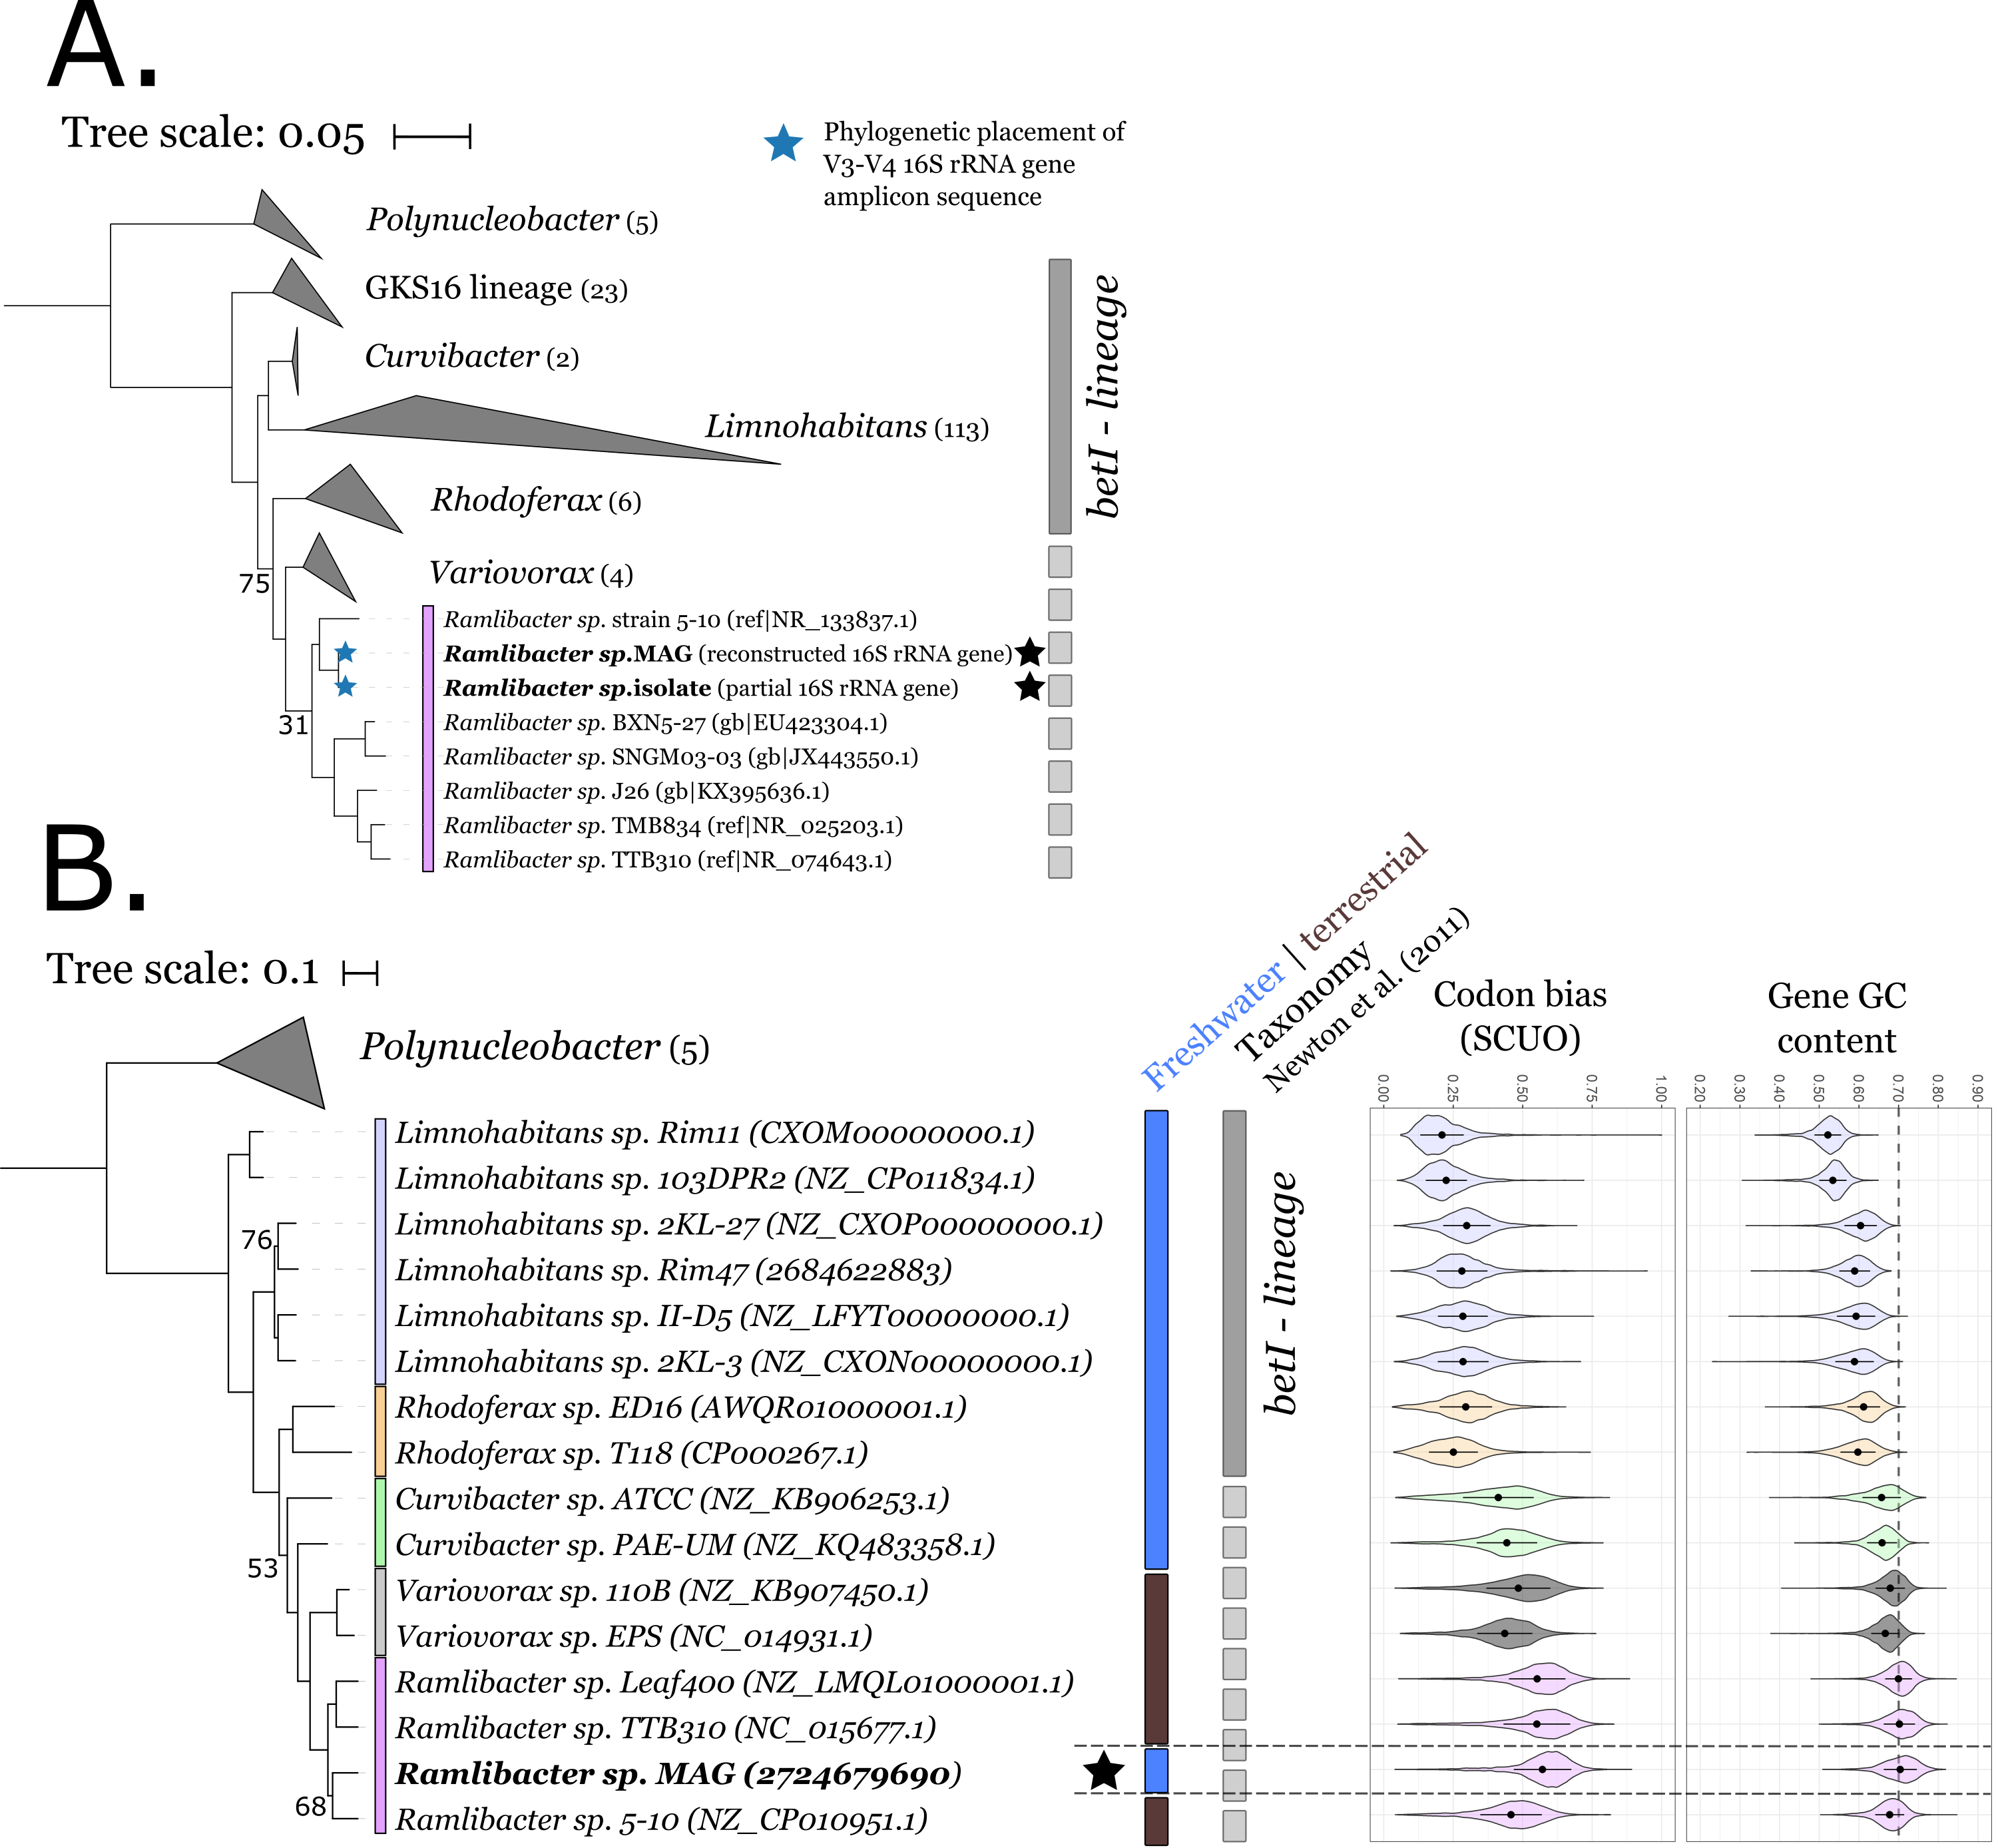 A.
Tree scale: 0.05
Phylogenetic placement of
V3-V4 16S rRNA gene
amplicon sequence
Polynucleobacter (5)
GKS16 lineage (23)
Curvibacter (2)
Limnohabitans (113)
Rhodoferax (6)
Variovorax (4)
betI - lineage
75
31
Ramlibacter sp. strain 5-10 (ref|NR_133837.1)
Ramlibacter sp.MAG (reconstructed 16S rRNA gene)
Ramlibacter sp.isolate (partial 16S rRNA gene)
Ramlibacter sp. BXN5-27 (gb|EU423304.1)
Ramlibacter sp. SNGM03-03 (gb|JX443550.1)
Ramlibacter sp. J26 (gb|KX395636.1)
Ramlibacter sp. TMB834 (ref|NR_025203.1)
Ramlibacter sp. TTB310 (ref|NR_074643.1)
B.
Tree scale: 0.1
Freshwater | terrestrial
Taxonomy
Newton et al. (2011)
Codon bias
(SCUO)
Gene GC
content
0.00 0.25 0.50 0.75 1.00
0.20 0.30 0.40 0.50 0.60 0.70 0.80 0.90
Polynucleobacter (5)
Limnohabitans sp. Rim11 (CXOM00000000.1)
Limnohabitans sp. 103DPR2 (NZ_CP011834.1)
Limnohabitans sp. 2KL-27 (NZ_CXOP00000000.1)
Limnohabitans sp. Rim47 (2684622883)
Limnohabitans sp. II-D5 (NZ_LFYT00000000.1)
Limnohabitans sp. 2KL-3 (NZ_CXON00000000.1)
Rhodoferax sp. ED16 (AWQR01000001.1)
Rhodoferax sp. T118 (CP000267.1)
Curvibacter sp. ATCC (NZ_KB906253.1)
Curvibacter sp. PAE-UM (NZ_KQ483358.1)
Variovorax sp. 110B (NZ_KB907450.1)
Variovorax sp. EPS (NC_014931.1)
Ramlibacter sp. Leaf400 (NZ_LMQL01000001.1)
Ramlibacter sp. TTB310 (NC_015677.1)
Ramlibacter sp. MAG (2724679690)
Ramlibacter sp. 5-10 (NZ_CP010951.1)
76
53
68
betI - lineage